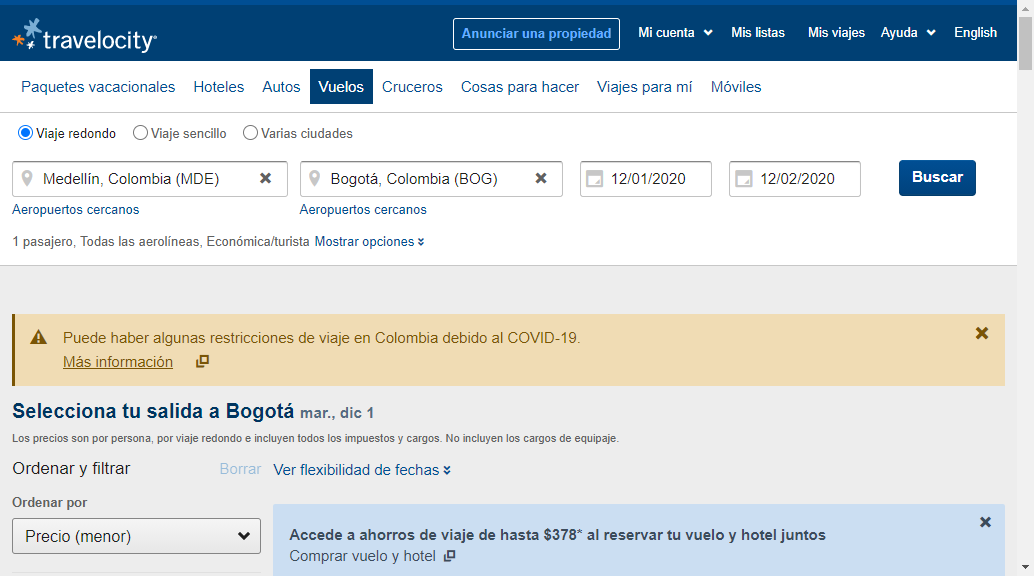 travelocity
Anunciar una propiedad Mi cuenta Mis listas Mis viajes Ayuda English
Paquetes vacacionales Hoteles Autos Vuelos Cruceros Cosas para hacer Viajes para mí Móviles
Viaje redondo Viaje sencillo Varias ciudades
Medellín, Colombia (MDE) Bogotá, Colombia (BOG) 12/01/2020 12/02/2020 Buscar
Aeropuertos cercanos Aeropuertos cercanos
1 pasajero, Todas las aerolíneas, Económica/turista Mostrar opciones
Puede haber algunas restricciones de viaje en Colombia debido al COVID-19.
Más información
Selecciona tu salida a Bogotá mar., dic 1
Los precios son por persona, por viaje redondo e incluyen todos los impuestos y cargos. No incluyen los cargos de equipaje.
Ordenar y filtrar Borrar Ver flexibilidad de fechas
Ordenar por
Precio (menor)
Accede a ahorros de viaje de hasta $378* al reservar tu vuelo y hotel juntos
Comprar vuelo y hotel